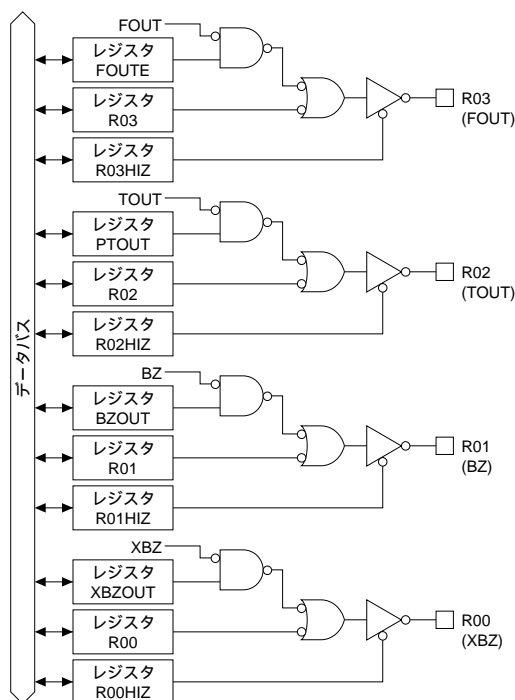 FOUT
レジスタ
FOUTE
レジスタ
R03
レジスタ
R03HIZ
R03
(FOUT)
TOUT
レジスタ
PTOUT
レジスタ
R02
レジスタ
R02HIZ
R02
(TOUT)
データバス
BZ
レジスタ
BZOUT
レジスタ
R01
レジスタ
R01HIZ
R01
(BZ)
XBZ
レジスタ
XBZOUT
レジスタ
R00
レジスタ
R00HIZ
R00
(XBZ)